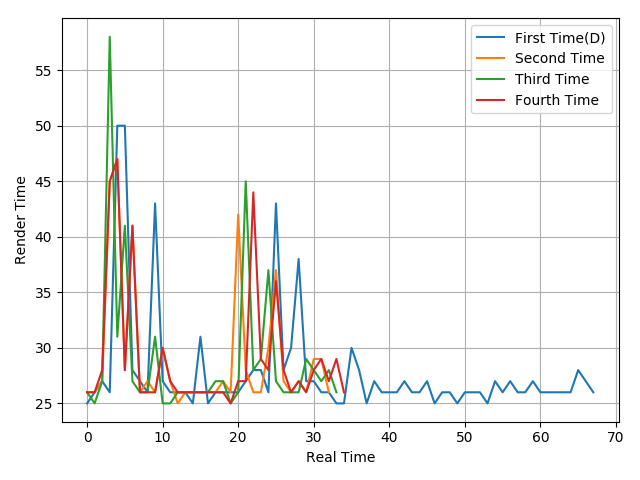 First Time(D)
Second Time
Third Time
Fourth Time
55
50
45
40
35
30
25
Render Time
0 10 20 30 40 50 60 70
Real Time